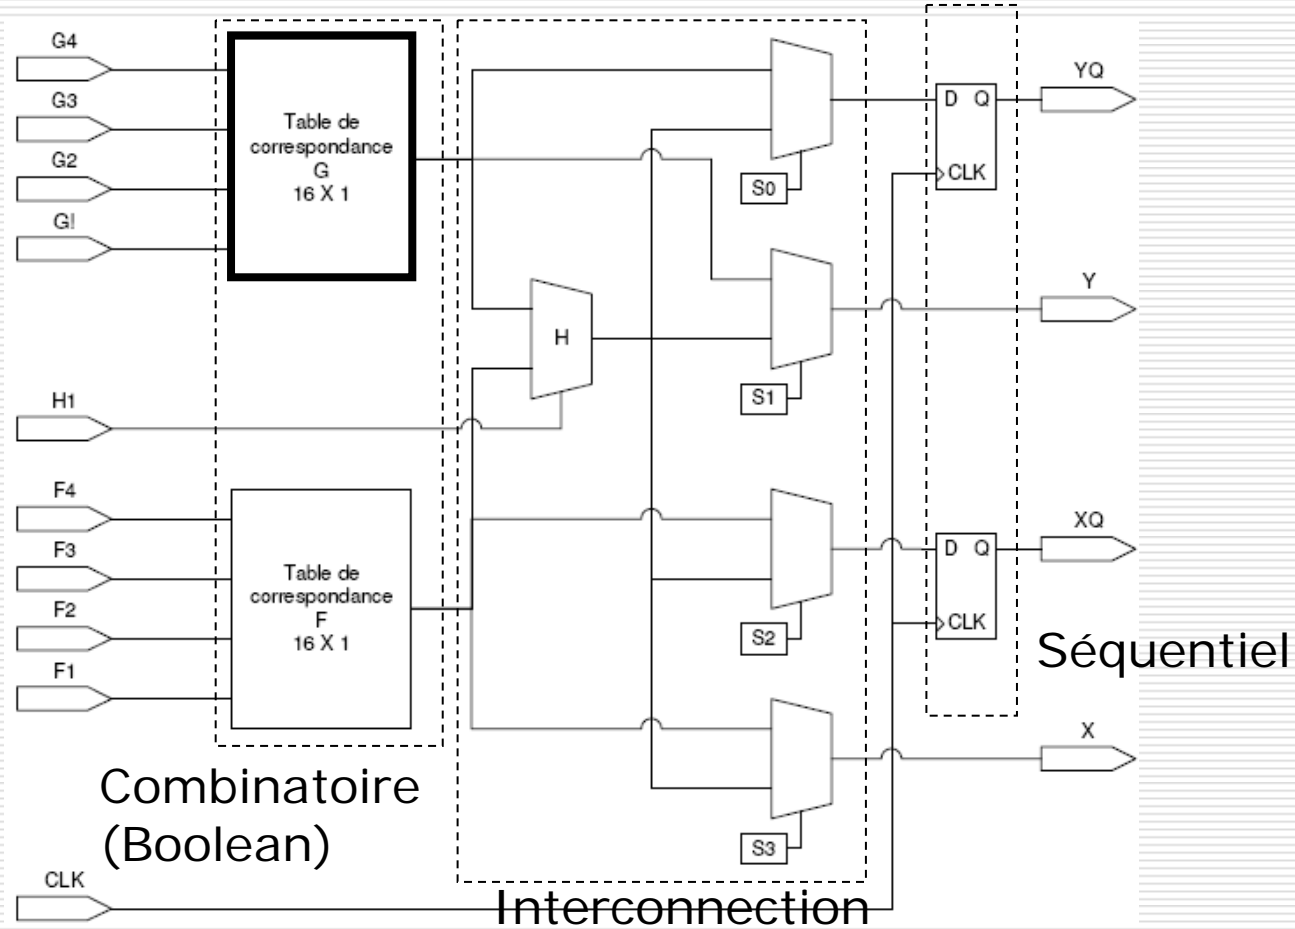 G4
G3
G2
G!
Table de
correspondance
G
16 X 1
H1
F4
F3
F2
F1
Table de
correspondance
F
16 X 1
CLK
H
S0
S1
S2
S3
D Q
CLK
D Q
CLK
YQ
Y
XQ
X
Combinatoire
(Boolean)
Interconnection
Séquentiel